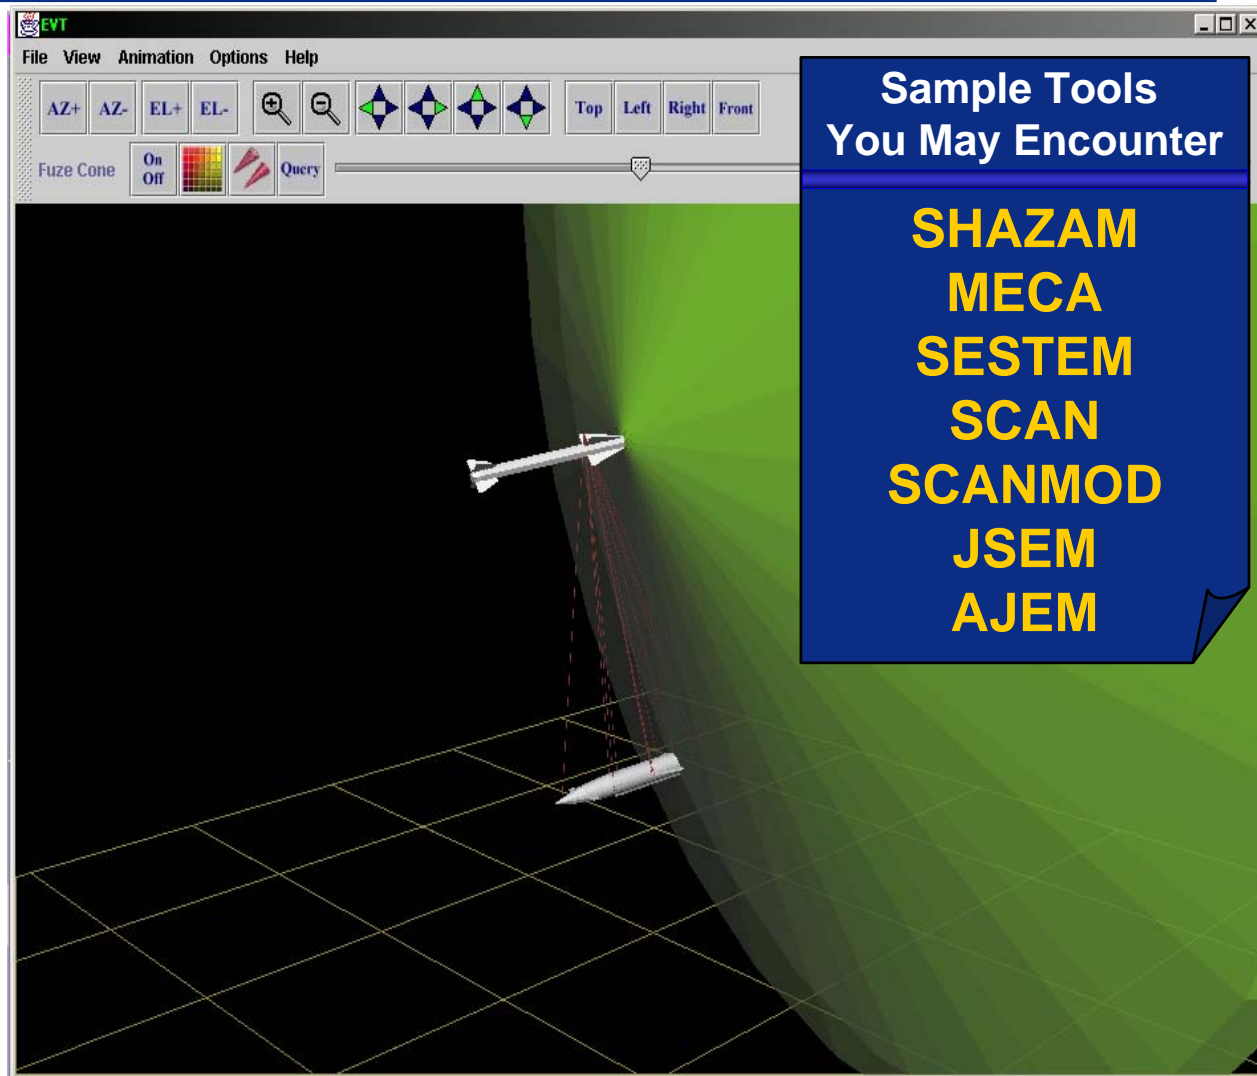 EVT
File View Animation Options Help
AZ+ AZ- EL+ EL- Top Left Right Front
Fuze Cone On Off Query
Sample Tools
You May Encounter
SHAZAM
MECA
SESTEM
SCAN
SCANMOD
JSEM
AJEM